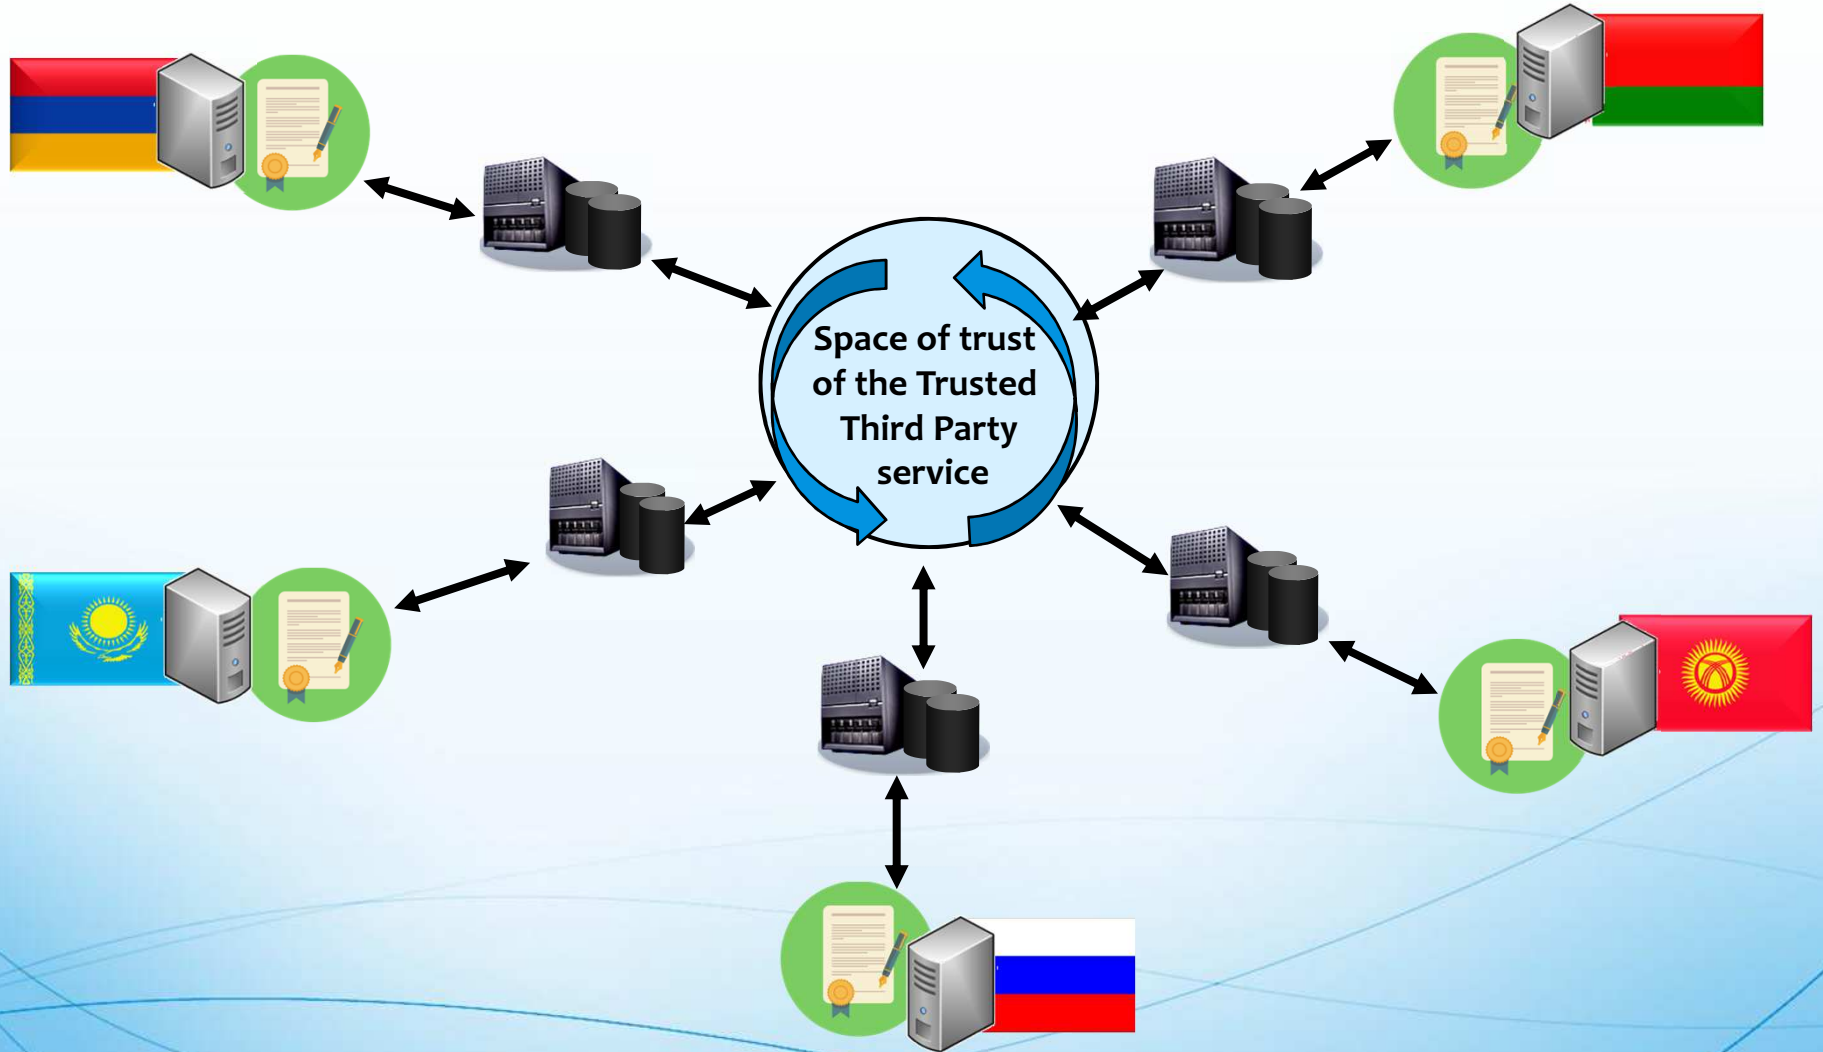 Space of trust
of the Trusted
Third Party
service